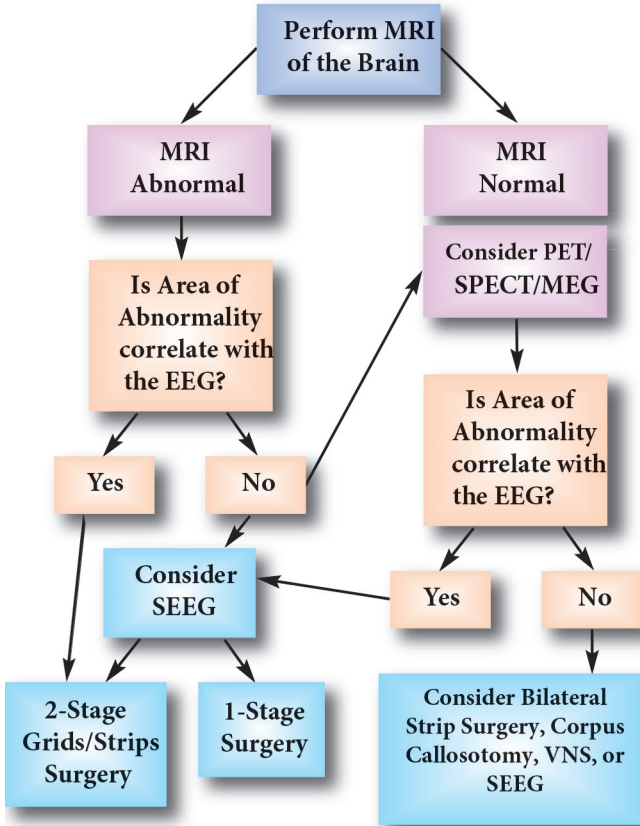 Perform MRI
of the Brain
MRI
Abnormal
MRI
Normal
Consider PET/
SPECT/MEG
Is Area of
Abnormality
correlate with
the EEG?
Is Area of
Abnormality
correlate with
the EEG?
Yes
No
Consider
SEEG
Yes
No
2-Stage
Grids/Strips
Surgery
1-Stage
Surgery
Consider Bilateral
Strip Surgery, Corpus
Callosotomy, VNS, or
SEEG